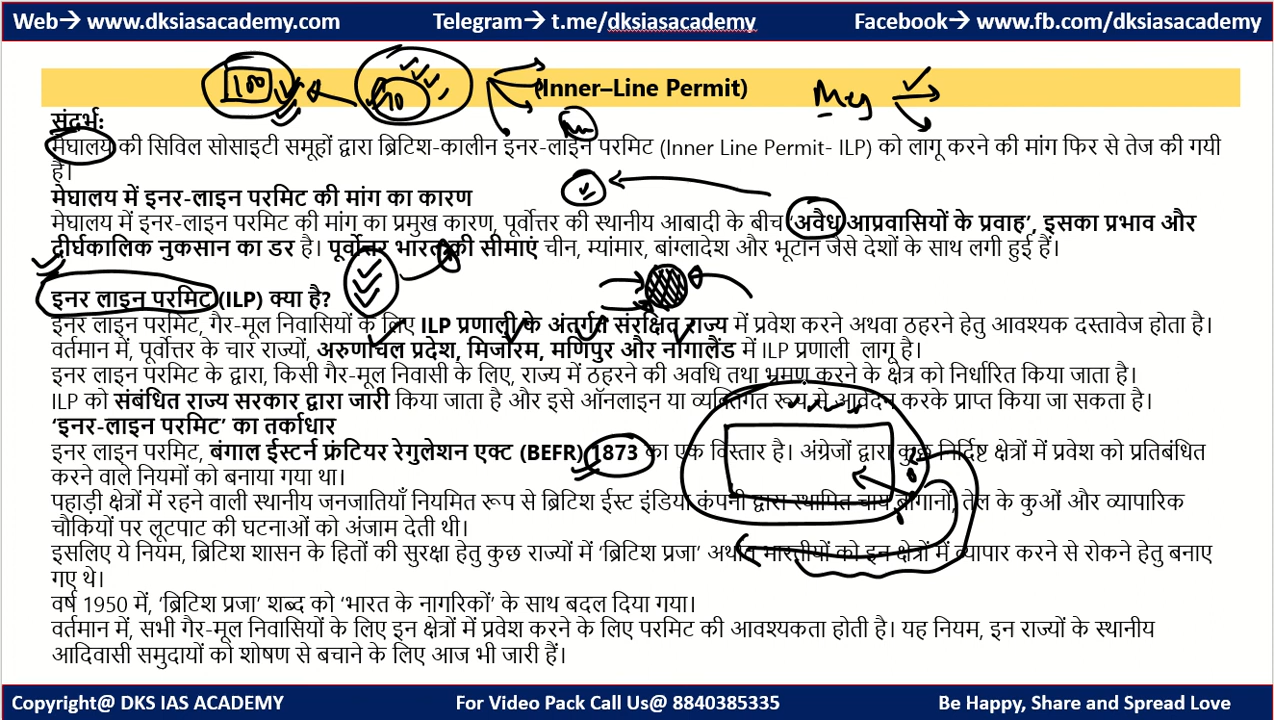 Web→ www.dksiasacademy.com Telegram→ t.me/dksiasacademy Facebook→ www.fb.com/dksiasacademy
100 10 (Inner–Line Permit) Meg
संदर्भ:
मेघालय की सिविल सोसाइटी समूहों द्वारा ब्रिटिश-कालीन इनर-लाइन परमिट (Inner Line Permit- ILP) को लागू करने की मांग फिर से तेज की गयी
है।
मेघालय में इनर-लाइन परमिट की मांग का कारण
मेघालय में इनर-लाइन परमिट की मांग का प्रमुख कारण, पूर्वोत्तर की स्थानीय आबादी के बीच ‘अवैध आप्रवासियों के प्रवाह’, इसका प्रभाव और
दीर्घकालिक नुकसान का डर है। पूर्वोत्तर भारत की सीमाएं चीन, म्यांमार, बांग्लादेश और भूटान जैसे देशों के साथ लगी हुई हैं।
इनर लाइन परमिट (ILP) क्या है?
इनर लाइन परमिट, गैर-मूल निवासियों के लिए ILP प्रणाली के अंतर्गत संरक्षित राज्य में प्रवेश करने अथवा ठहरने हेतु आवश्यक दस्तावेज होता है।
वर्तमान में, पूर्वोत्तर के चार राज्यों, अरुणाचल प्रदेश, मिजोरम, मणिपुर और नागालैंड में ILP प्रणाली लागू है।
इनर लाइन परमिट के द्वारा, किसी गैर-मूल निवासी के लिए, राज्य में ठहरने की अवधि तथा भ्रमण करने के क्षेत्र को निर्धारित किया जाता है।
ILP को संबंधित राज्य सरकार द्वारा जारी किया जाता है और इसे ऑनलाइन या व्यक्तिगत रूप से आवेदन करके प्राप्त किया जा सकता है।
‘इनर-लाइन परमिट’ का तर्काधार
इनर लाइन परमिट, बंगाल ईस्टर्न फ्रंटियर रेगुलेशन एक्ट (BEFR) 1873 का एक विस्तार है। अंग्रेजों द्वारा कुछ निर्दिष्ट क्षेत्रों में प्रवेश को प्रतिबंधित
करने वाले नियमों को बनाया गया था।
पहाड़ी क्षेत्रों में रहने वाली स्थानीय जनजातियाँ नियमित रूप से ब्रिटिश ईस्ट इंडिया कंपनी द्वारा स्थापित चाय बागानों, तेल के कुओं और व्यापारिक
चौकियों पर लूटपाट की घटनाओं को अंजाम देती थी।
इसलिए ये नियम, ब्रिटिश शासन के हितों की सुरक्षा हेतु कुछ राज्यों में ‘ब्रिटिश प्रजा’ अर्थात भारतीयों को इन क्षेत्रों में व्यापार करने से रोकने हेतु बनाए
गए थे।
वर्ष 1950 में, ‘ब्रिटिश प्रजा’ शब्द को ‘भारत के नागरिकों’ के साथ बदल दिया गया।
वर्तमान में, सभी गैर-मूल निवासियों के लिए इन क्षेत्रों में प्रवेश करने के लिए परमिट की आवश्यकता होती है। यह नियम, इन राज्यों के स्थानीय
आदिवासी समुदायों को शोषण से बचाने के लिए आज भी जारी हैं।
Copyright@ DKS IAS ACADEMY For Video Pack Call Us@ 8840385335 Be Happy, Share and Spread Love